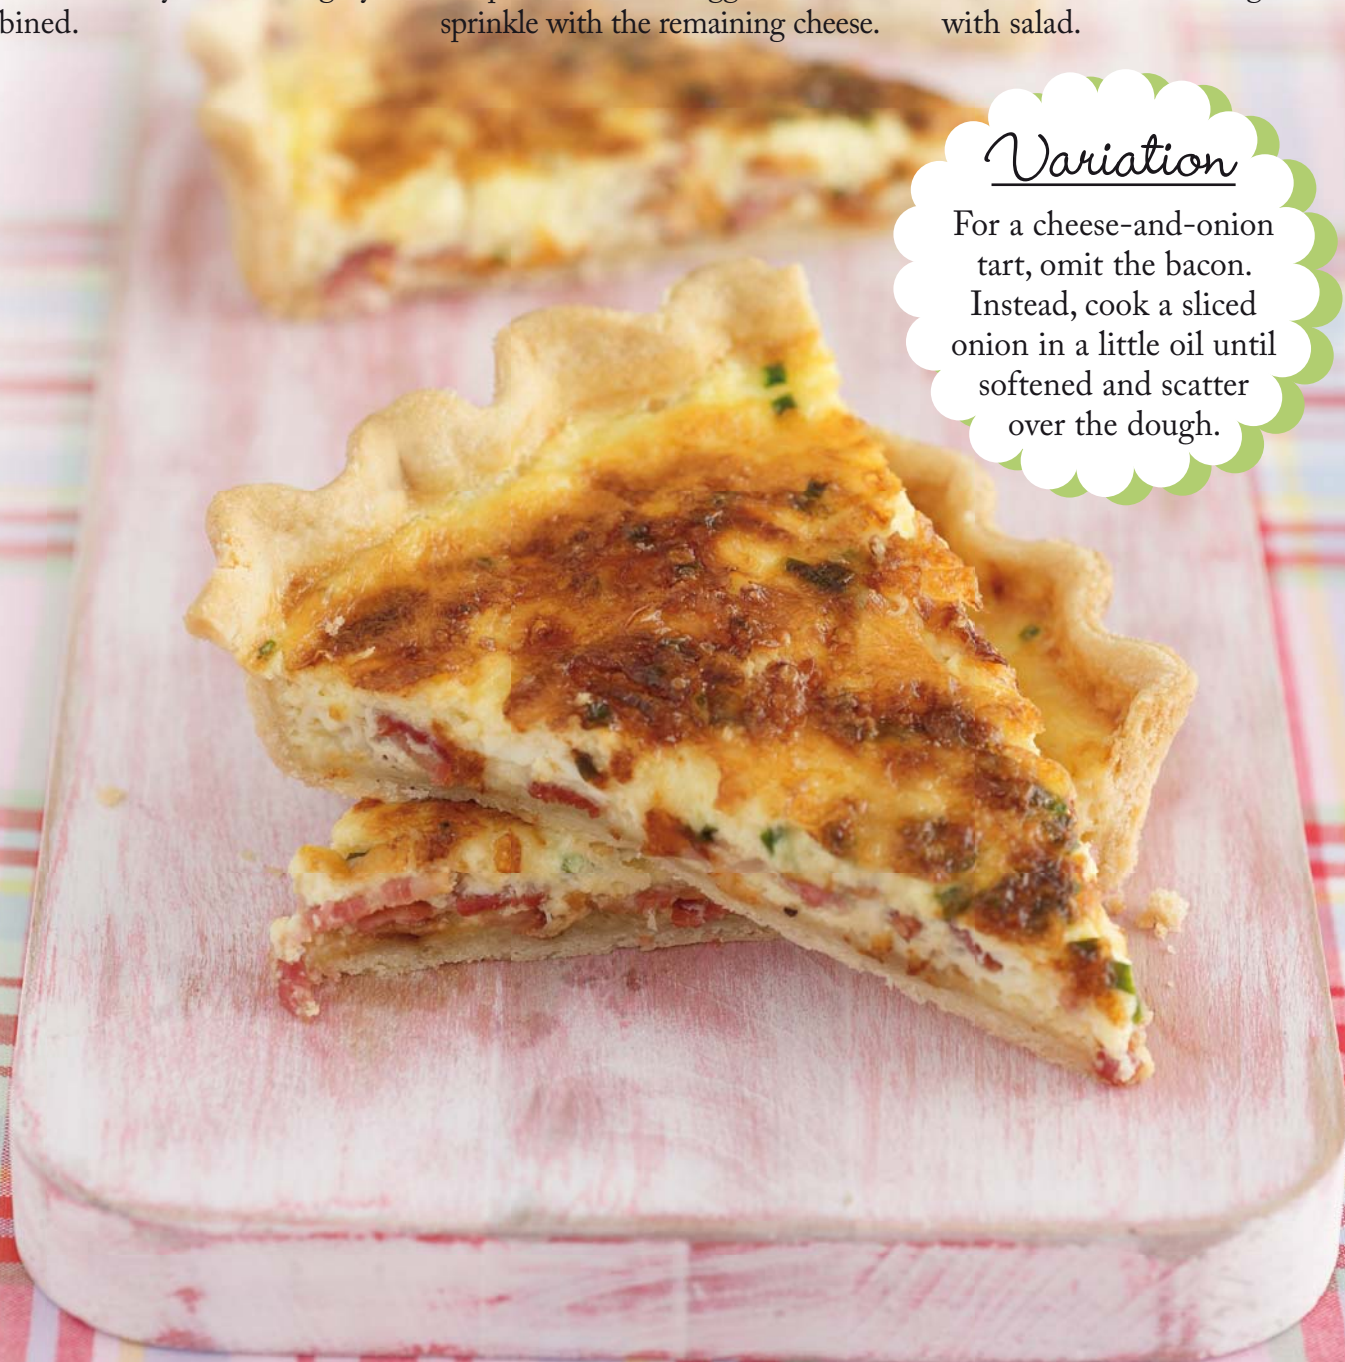 bined.
sprinkle with the remaining cheese.
with salad.
Variation
For a cheese-and-onion
tart, omit the bacon.
Instead, cook a sliced
onion in a little oil until
softened and scatter
over the dough.